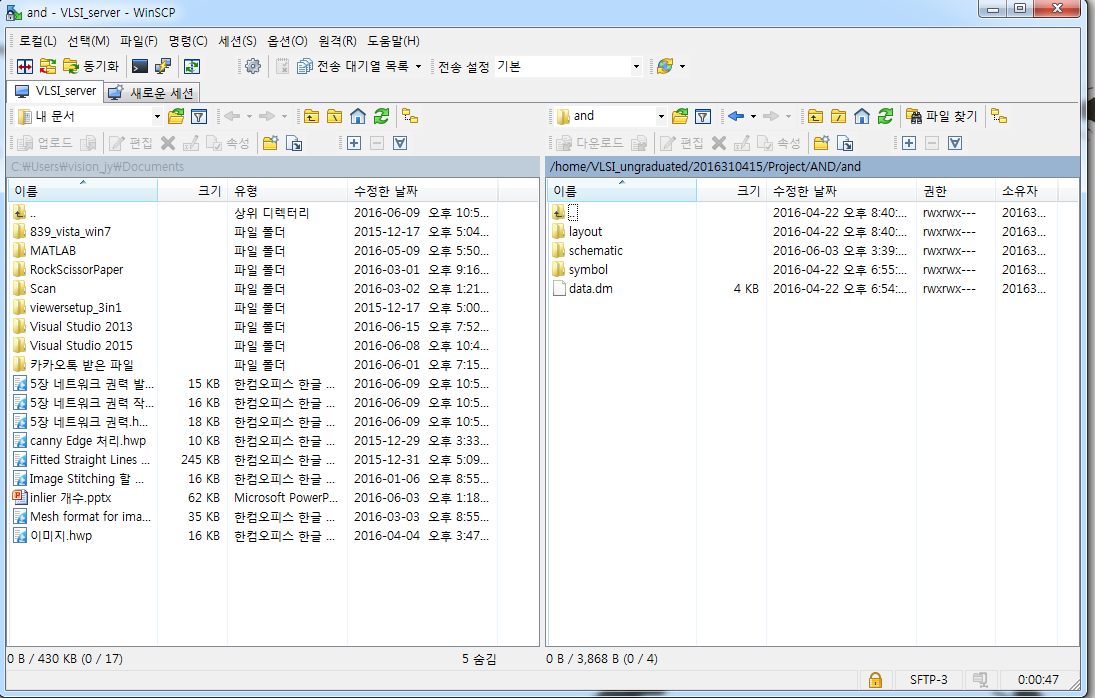 and - VLSI_server - WinSCP
로컬(L) 선택(M) 파일(F) 명령(C) 세션(S) 옵션(O) 원격(R) 도움말(H)
동기화 전송 대기열 목록 전송 설정 기본
VLSI_server 새로운 세션
내 문서
업로드 편집 속성
C:₩Users₩vision_jy₩Documents
이름 크기 유형 수정한 날짜
.. 상위 디렉터리 2016-06-09 오후 10:5...
839_vista_win7 파일 폴더 2015-12-17 오후 5:04...
MATLAB 파일 폴더 2016-05-09 오후 5:50...
RockScissorPaper 파일 폴더 2016-03-01 오후 9:16...
Scan 파일 폴더 2016-03-02 오후 1:21...
viewersetup_3in1 파일 폴더 2015-12-17 오후 5:00...
Visual Studio 2013 파일 폴더 2016-06-15 오후 7:52...
Visual Studio 2015 파일 폴더 2016-06-08 오후 10:4...
카카오톡 받은 파일 파일 폴더 2016-06-01 오후 7:15...
5장 네트워크 권력 발... 15 KB 한컴오피스 한글 ... 2016-06-09 오후 10:5...
5장 네트워크 권력 작... 16 KB 한컴오피스 한글 ... 2016-06-09 오후 10:5...
5장 네트워크 권력.h... 18 KB 한컴오피스 한글 ... 2016-06-09 오후 10:5...
canny Edge 처리.hwp 10 KB 한컴오피스 한글 ... 2015-12-29 오후 3:33...
Fitted Straight Lines ... 245 KB 한컴오피스 한글 ... 2015-12-31 오후 5:09...
Image Stitching 할 ... 16 KB 한컴오피스 한글 ... 2016-01-06 오후 8:55...
inlier 개수.pptx 62 KB Microsoft PowerP... 2016-06-03 오후 1:18...
Mesh format for ima... 35 KB 한컴오피스 한글 ... 2016-03-03 오후 8:55...
이미지.hwp 16 KB 한컴오피스 한글 ... 2016-04-04 오후 3:47...
0 B / 430 KB (0 / 17) 5 숨김
and 파일 찾기
다운로드 편집 속성
/home/VLSI_ungraduated/2016310415/Project/AND/and
이름 크기 수정한 날짜 권한 소유자
.. 2016-04-22 오후 8:40:... rwxrwx--- 20163...
layout 2016-04-22 오후 8:40:... rwxrwx--- 20163...
schematic 2016-06-03 오후 3:39:... rwxrwx--- 20163...
symbol 2016-04-22 오후 6:55:... rwxrwx--- 20163...
data.dm 4 KB 2016-04-22 오후 6:54:... rwxrwx--- 20163...
0 B / 3,868 B (0 / 4)
SFTP-3 0:00:47